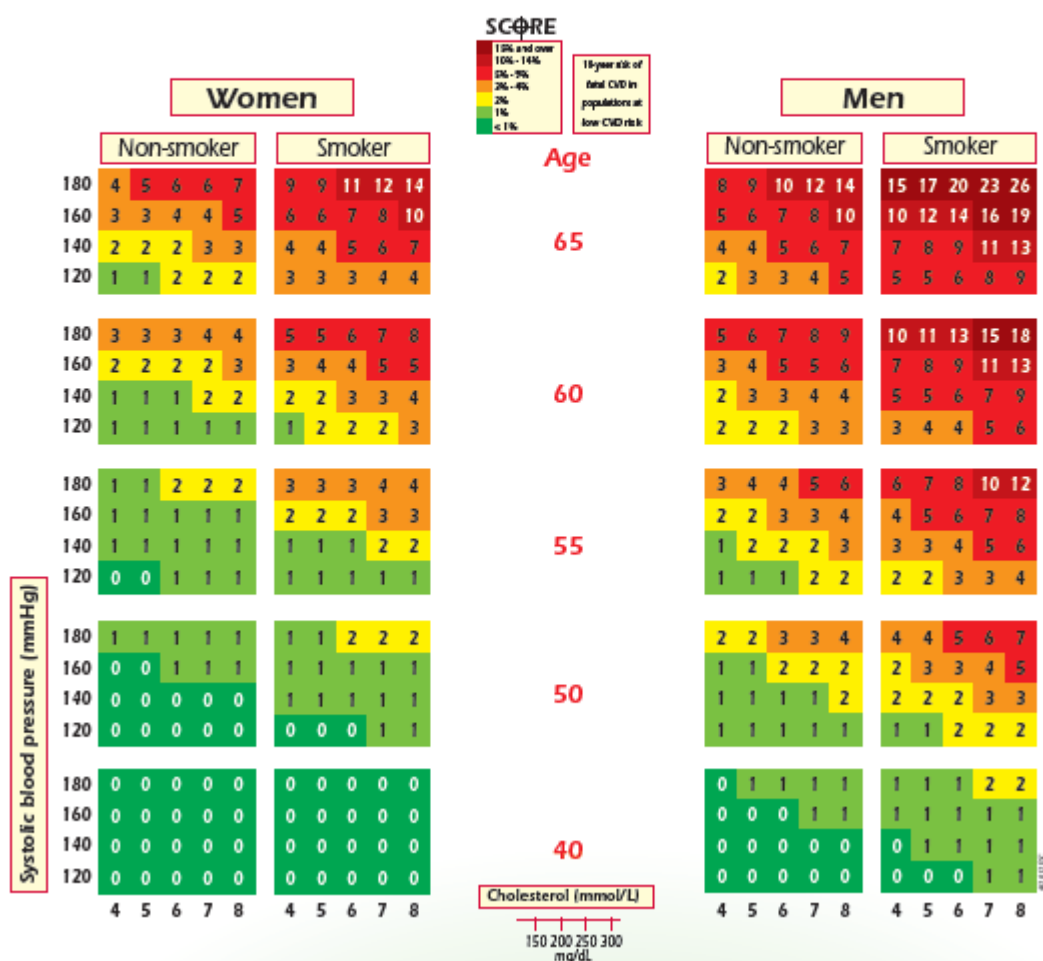 SCORE
15% and over
10% - 14%
5% - 9%
3% - 4%
2%
1%
< 1%
10-year risk of
fatal CVD in
populations at
low CVD risk
Women
Men
Non-smoker Smoker Age Non-smoker Smoker
180 4 5 6 6 7 9 9 11 12 14 8 9 10 12 14 15 17 20 23 26
160 3 3 4 4 5 6 6 7 8 10 5 6 7 8 10 10 12 14 16 19
65
140 2 2 2 3 3 4 4 5 6 7 4 4 5 6 7 7 8 9 11 13
120 1 1 2 2 2 3 3 3 4 4 2 3 3 4 5 5 5 6 8 9
180 3 3 3 4 4 5 5 6 7 8 5 6 7 8 9 10 11 13 15 18
160 2 2 2 2 3 3 4 4 5 5 3 4 5 5 6 7 8 9 11 13
60
140 1 1 1 2 2 2 2 3 3 4 2 3 3 4 4 5 5 6 7 9
120 1 1 1 1 1 1 2 2 2 3 2 2 2 3 3 3 4 4 5 6
180 1 1 2 2 2 3 3 3 4 4 3 4 4 5 6 6 7 8 10 12
160 1 1 1 1 1 2 2 2 3 3 2 2 3 3 4 4 5 6 7 8
55
140 1 1 1 1 1 1 1 1 2 2 1 2 2 2 3 3 3 4 5 6
120 0 0 1 1 1 1 1 1 1 1 1 1 1 2 2 2 2 3 3 4
180 1 1 1 1 1 1 1 2 2 2 2 2 3 3 4 4 4 5 6 7
160 0 0 1 1 1 1 1 1 1 1 1 1 2 2 2 2 3 3 4 5
50
140 0 0 0 0 0 1 1 1 1 1 1 1 1 1 2 2 2 2 3 3
120 0 0 0 0 0 0 0 0 1 1 1 1 1 1 1 1 1 2 2 2
180 0 0 0 0 0 0 0 0 0 0 0 1 1 1 1 1 1 1 2 2
160 0 0 0 0 0 0 0 0 0 0 0 0 0 1 1 1 1 1 1 1
40
140 0 0 0 0 0 0 0 0 0 0 0 0 0 0 0 0 1 1 1 1
120 0 0 0 0 0 0 0 0 0 0 0 0 0 0 0 0 0 0 1 1
4 5 6 7 8 4 5 6 7 8 4 5 6 7 8 4 5 6 7 8
Systolic blood pressure (mmHg)
Cholesterol (mmol/L)
150 200 250 300
mg/dL